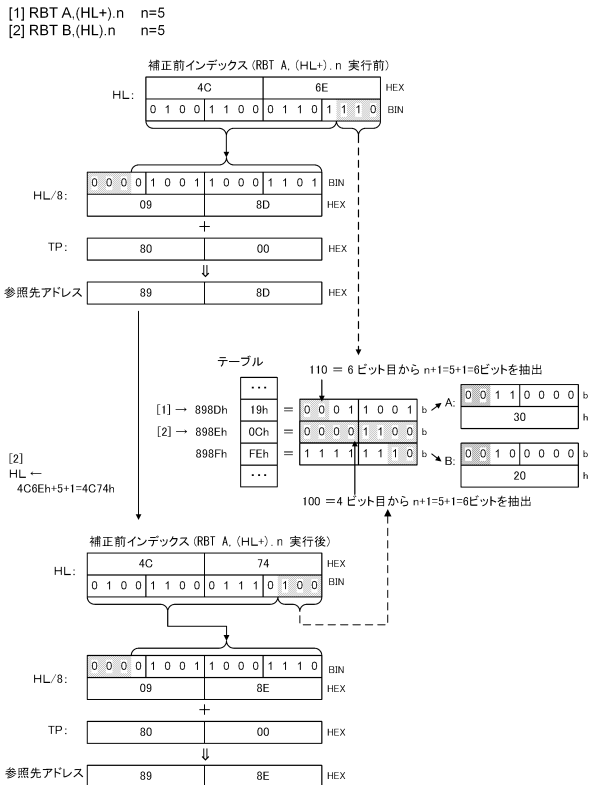 [1] RBT A,(HL+).n n=5
[2] RBT B,(HL).n n=5
補正前インデックス (RBT A, (HL+). n 実行前)
HL: 4C 6E HEX
0 1 0 0 1 1 0 0 0 1 1 0 1 1 1 0 BIN
0 0 0 0 1 0 0 1 1 0 0 0 1 1 0 1 BIN
HL/8:
09 8D HEX
+
TP: 80 00 HEX
⇓
参照先アドレス 89 8D HEX
テーブル
110 = 6 ビット目から n+1=5+1=6ビットを抽出
...
[1] → 898Dh 19h = 0 0 0 1 1 0 0 1 b
A: 0 0 1 1 0 0 0 0 b
30 h
[2] → 898Eh 0Ch = 0 0 0 0 1 1 0 0 b
898Fh FEh = 1 1 1 1 1 1 1 0 b
B: 0 0 1 0 0 0 0 0 b
20 h
...
100 =4 ビット目から n+1=5+1=6ビットを抽出
[2]
HL ←
4C6Eh+5+1=4C74h
補正前インデックス (RBT A, (HL+). n 実行後)
HL: 4C 74 HEX
0 1 0 0 1 1 0 0 0 1 1 1 0 1 0 0 BIN
0 0 0 0 1 0 0 1 1 0 0 0 1 1 1 0 BIN
HL/8:
09 8E HEX
+
TP: 80 00 HEX
⇓
参照先アドレス 89 8E HEX